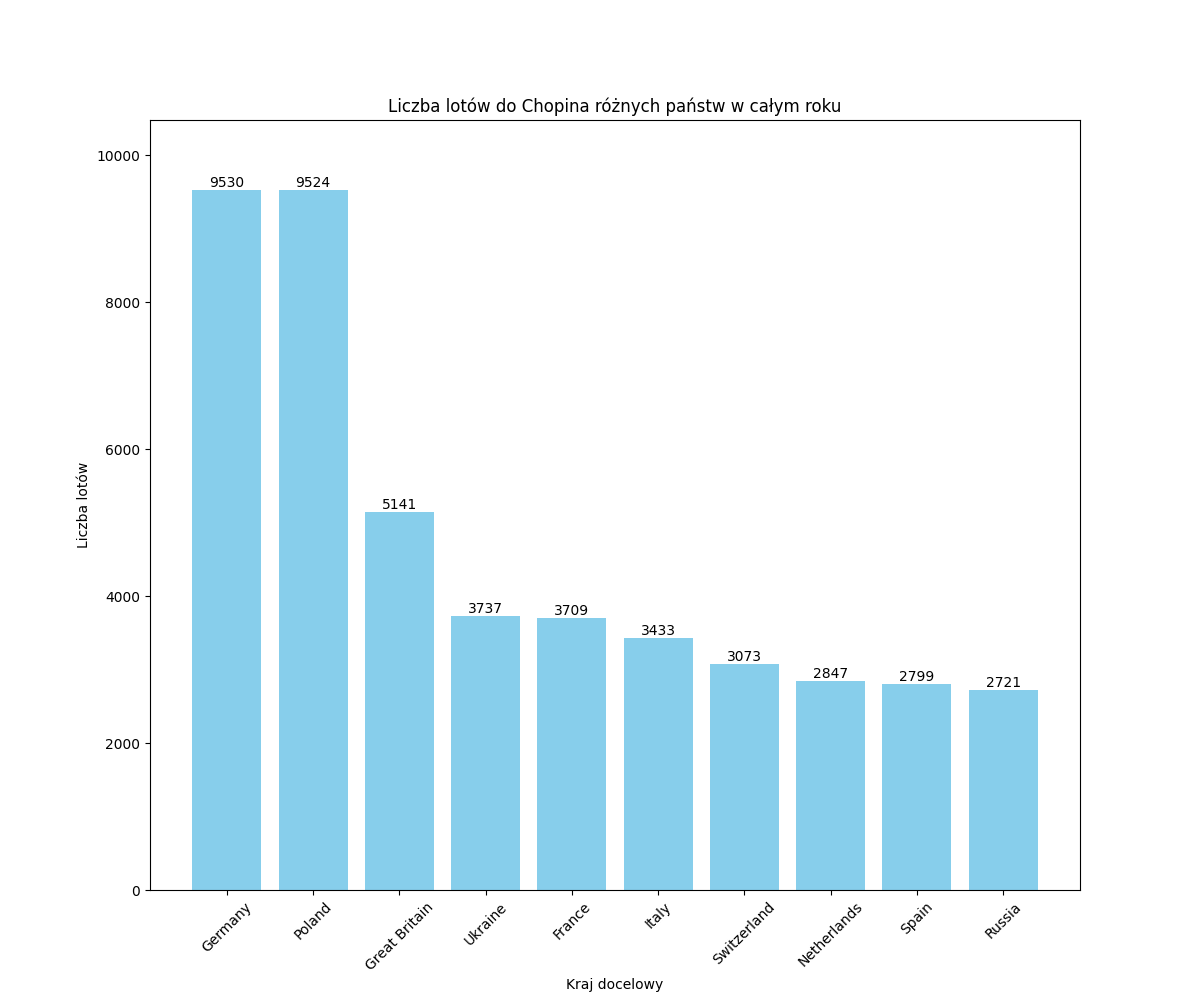 Liczba lotów do Chopina różnych państw w całym roku
Liczba lotów
10000
8000
6000
4000
2000
0
9530
9524
5141
3737
3709
3433
3073
2847
2799
2721
Germany
Poland
Great Britain
Ukraine
France
Italy
Switzerland
Netherlands
Spain
Russia
Kraj docelowy